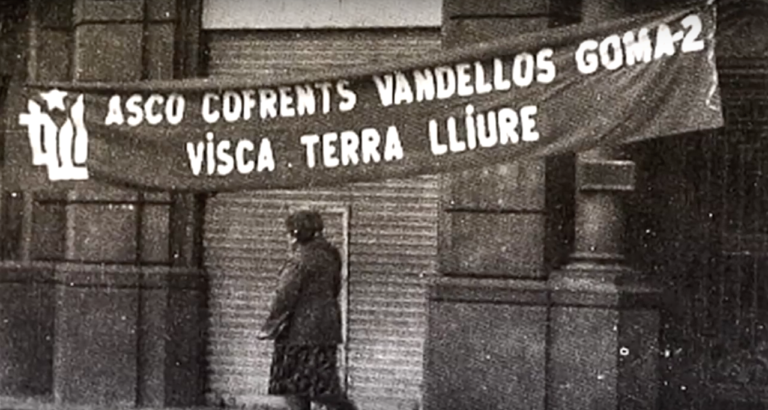 ASCO COFRENTS VANDELLOS GOMA-2
VISCA TERRA LLIURE